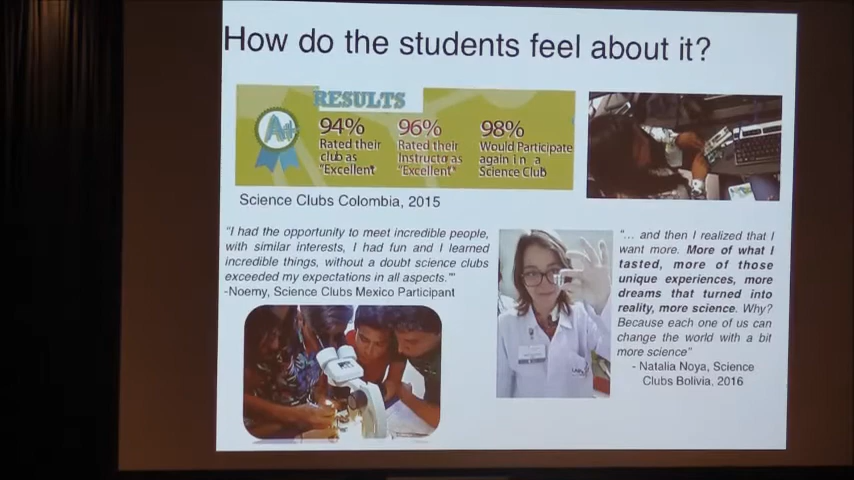 How do the students feel about it?
RESULTS
A+
94%
Rated their
club as
"Excellent"
96%
Rated their
Instructo as
"Excellent"
98%
Would Participate
again in a
Science Club
Science Clubs Colombia, 2015
"I had the opportunity to meet incredible people,
with similar interests, I had fun and I learned
incredible things, without a doubt science clubs
exceeded my expectations in all aspects.""
-Noemy, Science Clubs Mexico Participant
"... and then I realized that I
want more. More of what I
tasted, more of those
unique experiences, more
dreams that turned into
reality, more science. Why?
Because each one of us can
change the world with a bit
more science"
- Natalia Noya, Science
Clubs Bolivia, 2016